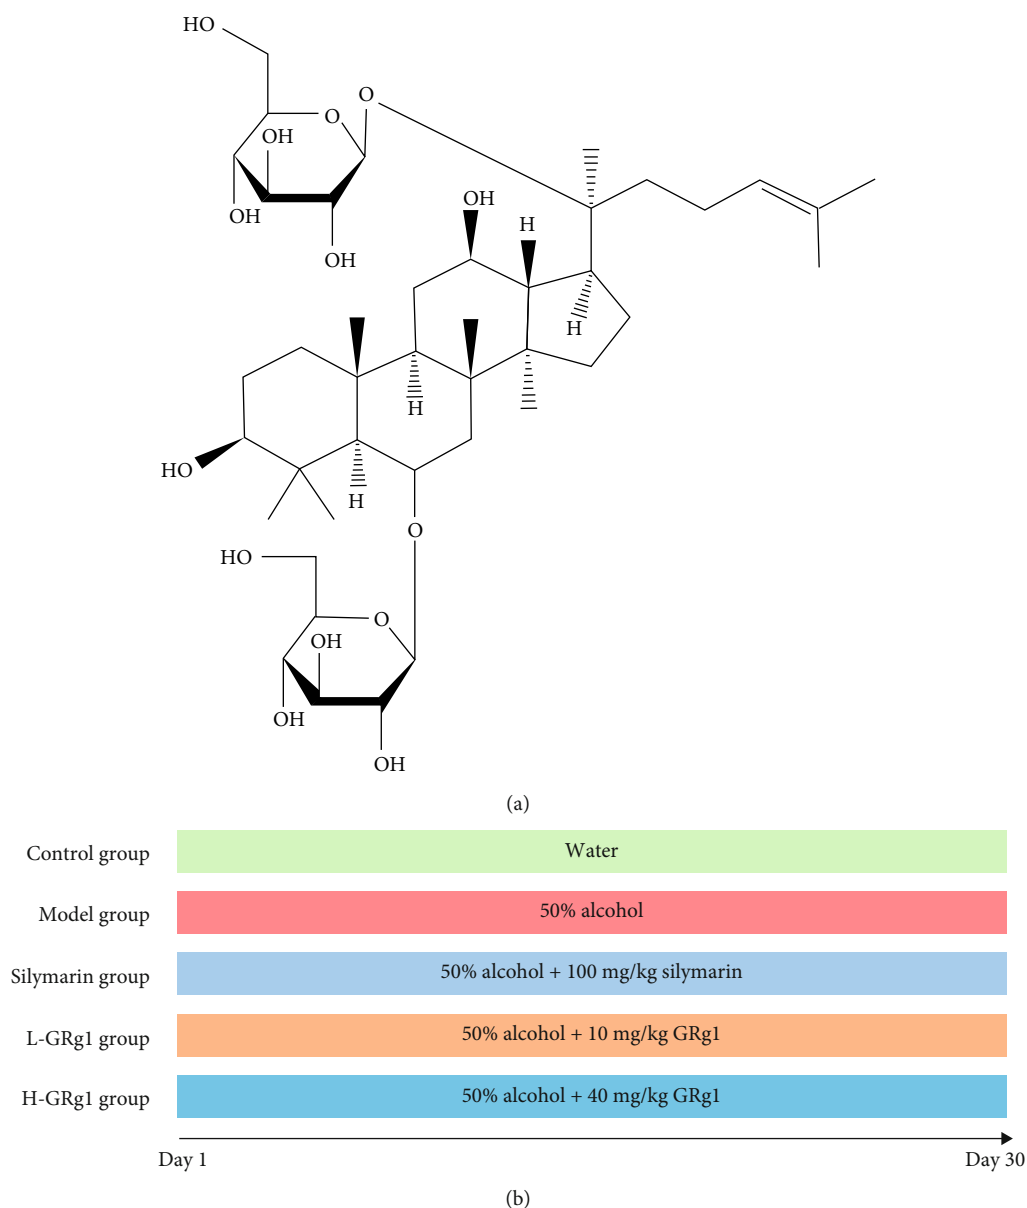 HO
O
O
OH
OH
OH
OH
H
H
H
HO
H
O
HO
O
OH
OH
OH
(a)
Control group
Water
Model group
50% alcohol
Silymarin group
50% alcohol + 100 mg/kg silymarin
L-GRg1 group
50% alcohol + 10 mg/kg GRg1
H-GRg1 group
50% alcohol + 40 mg/kg GRg1
Day 1
Day 30
(b)